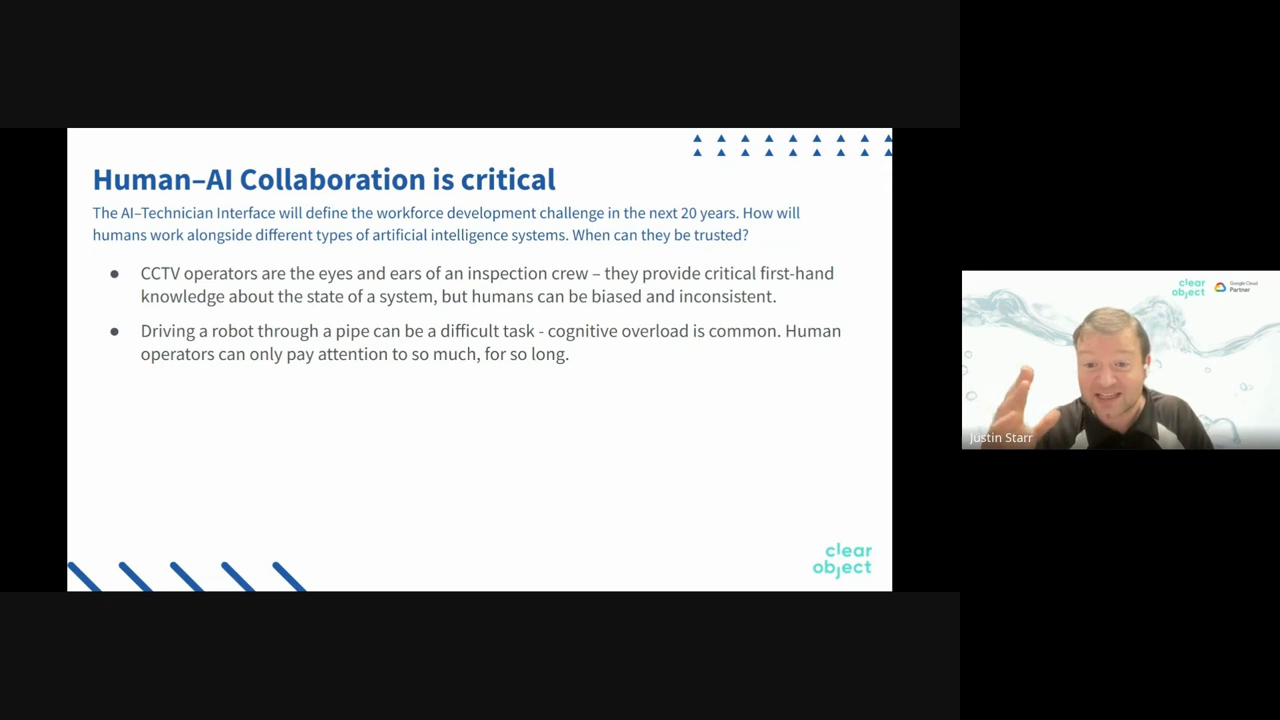 Human–AI Collaboration is critical
The AI–Technician Interface will define the workforce development challenge in the next 20 years. How will
humans work alongside different types of artificial intelligence systems. When can they be trusted?
● CCTV operators are the eyes and ears of an inspection crew – they provide critical first-hand
knowledge about the state of a system, but humans can be biased and inconsistent.
● Driving a robot through a pipe can be a difficult task - cognitive overload is common. Human
operators can only pay attention to so much, for so long.
clear
object
clear
object
Google Cloud
Partner
Justin Starr